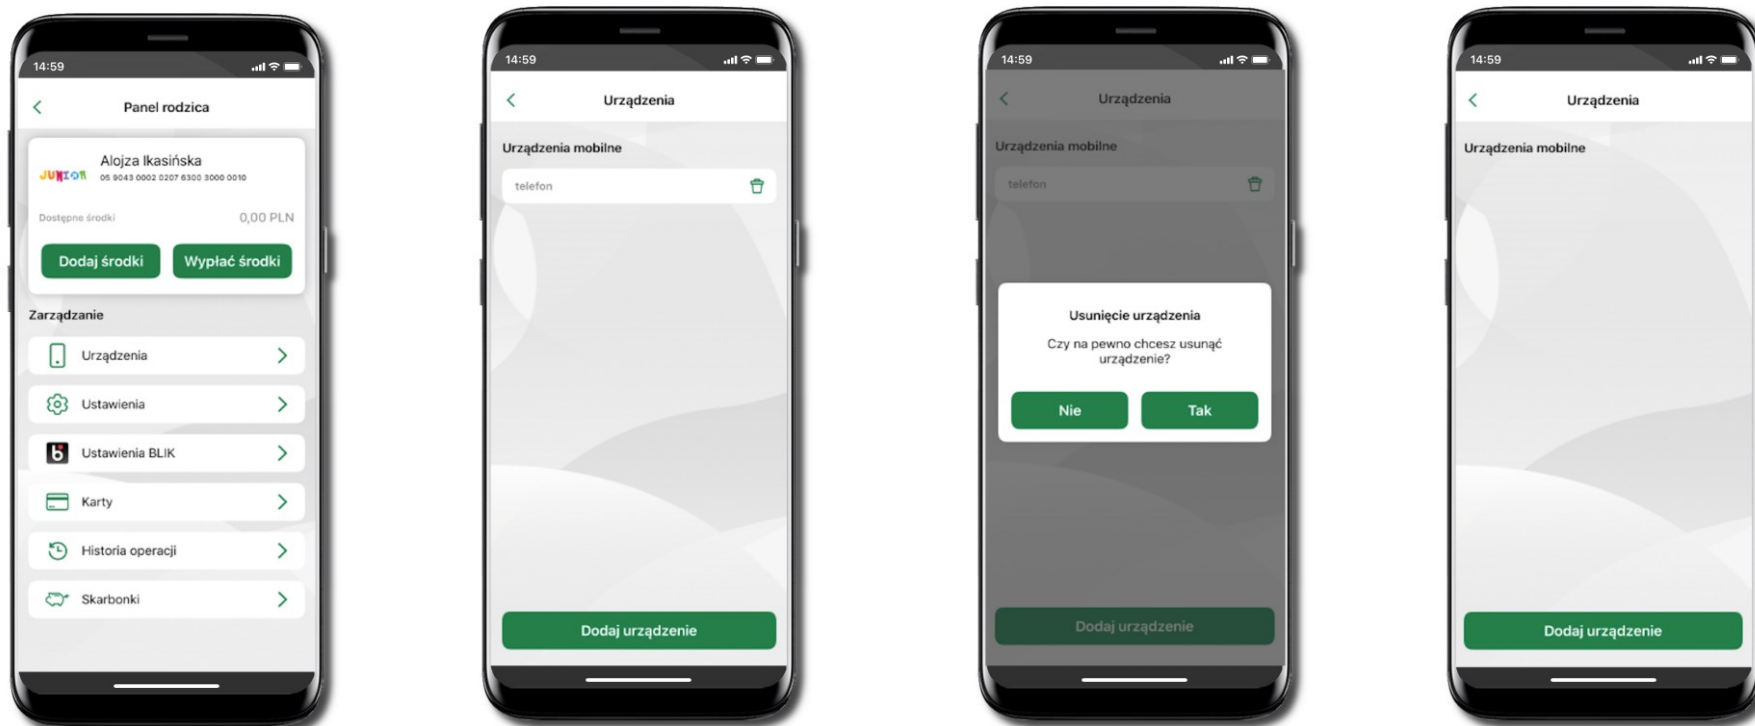 14:59
Panel rodzica
Alojza Ikasińska
JUNIOR
05 9043 0002 0207 6300 3000 0010
Dostępne środki
0,00 PLN
Dodaj środki
Wypłać środki
Zarządzanie
Urządzenia
Ustawienia
Ustawienia BLIK
Karty
Historia operacji
Skarbonki
14:59
Urządzenia
Urządzenia mobilne
telefon
Dodaj urządzenie
14:59
Urządzenia
Urządzenia mobilne
telefon
Usunięcie urządzenia
Czy na pewno chcesz usunąć
urządzenie?
Nie
Tak
Dodaj urządzenie
14:59
Urządzenia
Urządzenia mobilne
Dodaj urządzenie